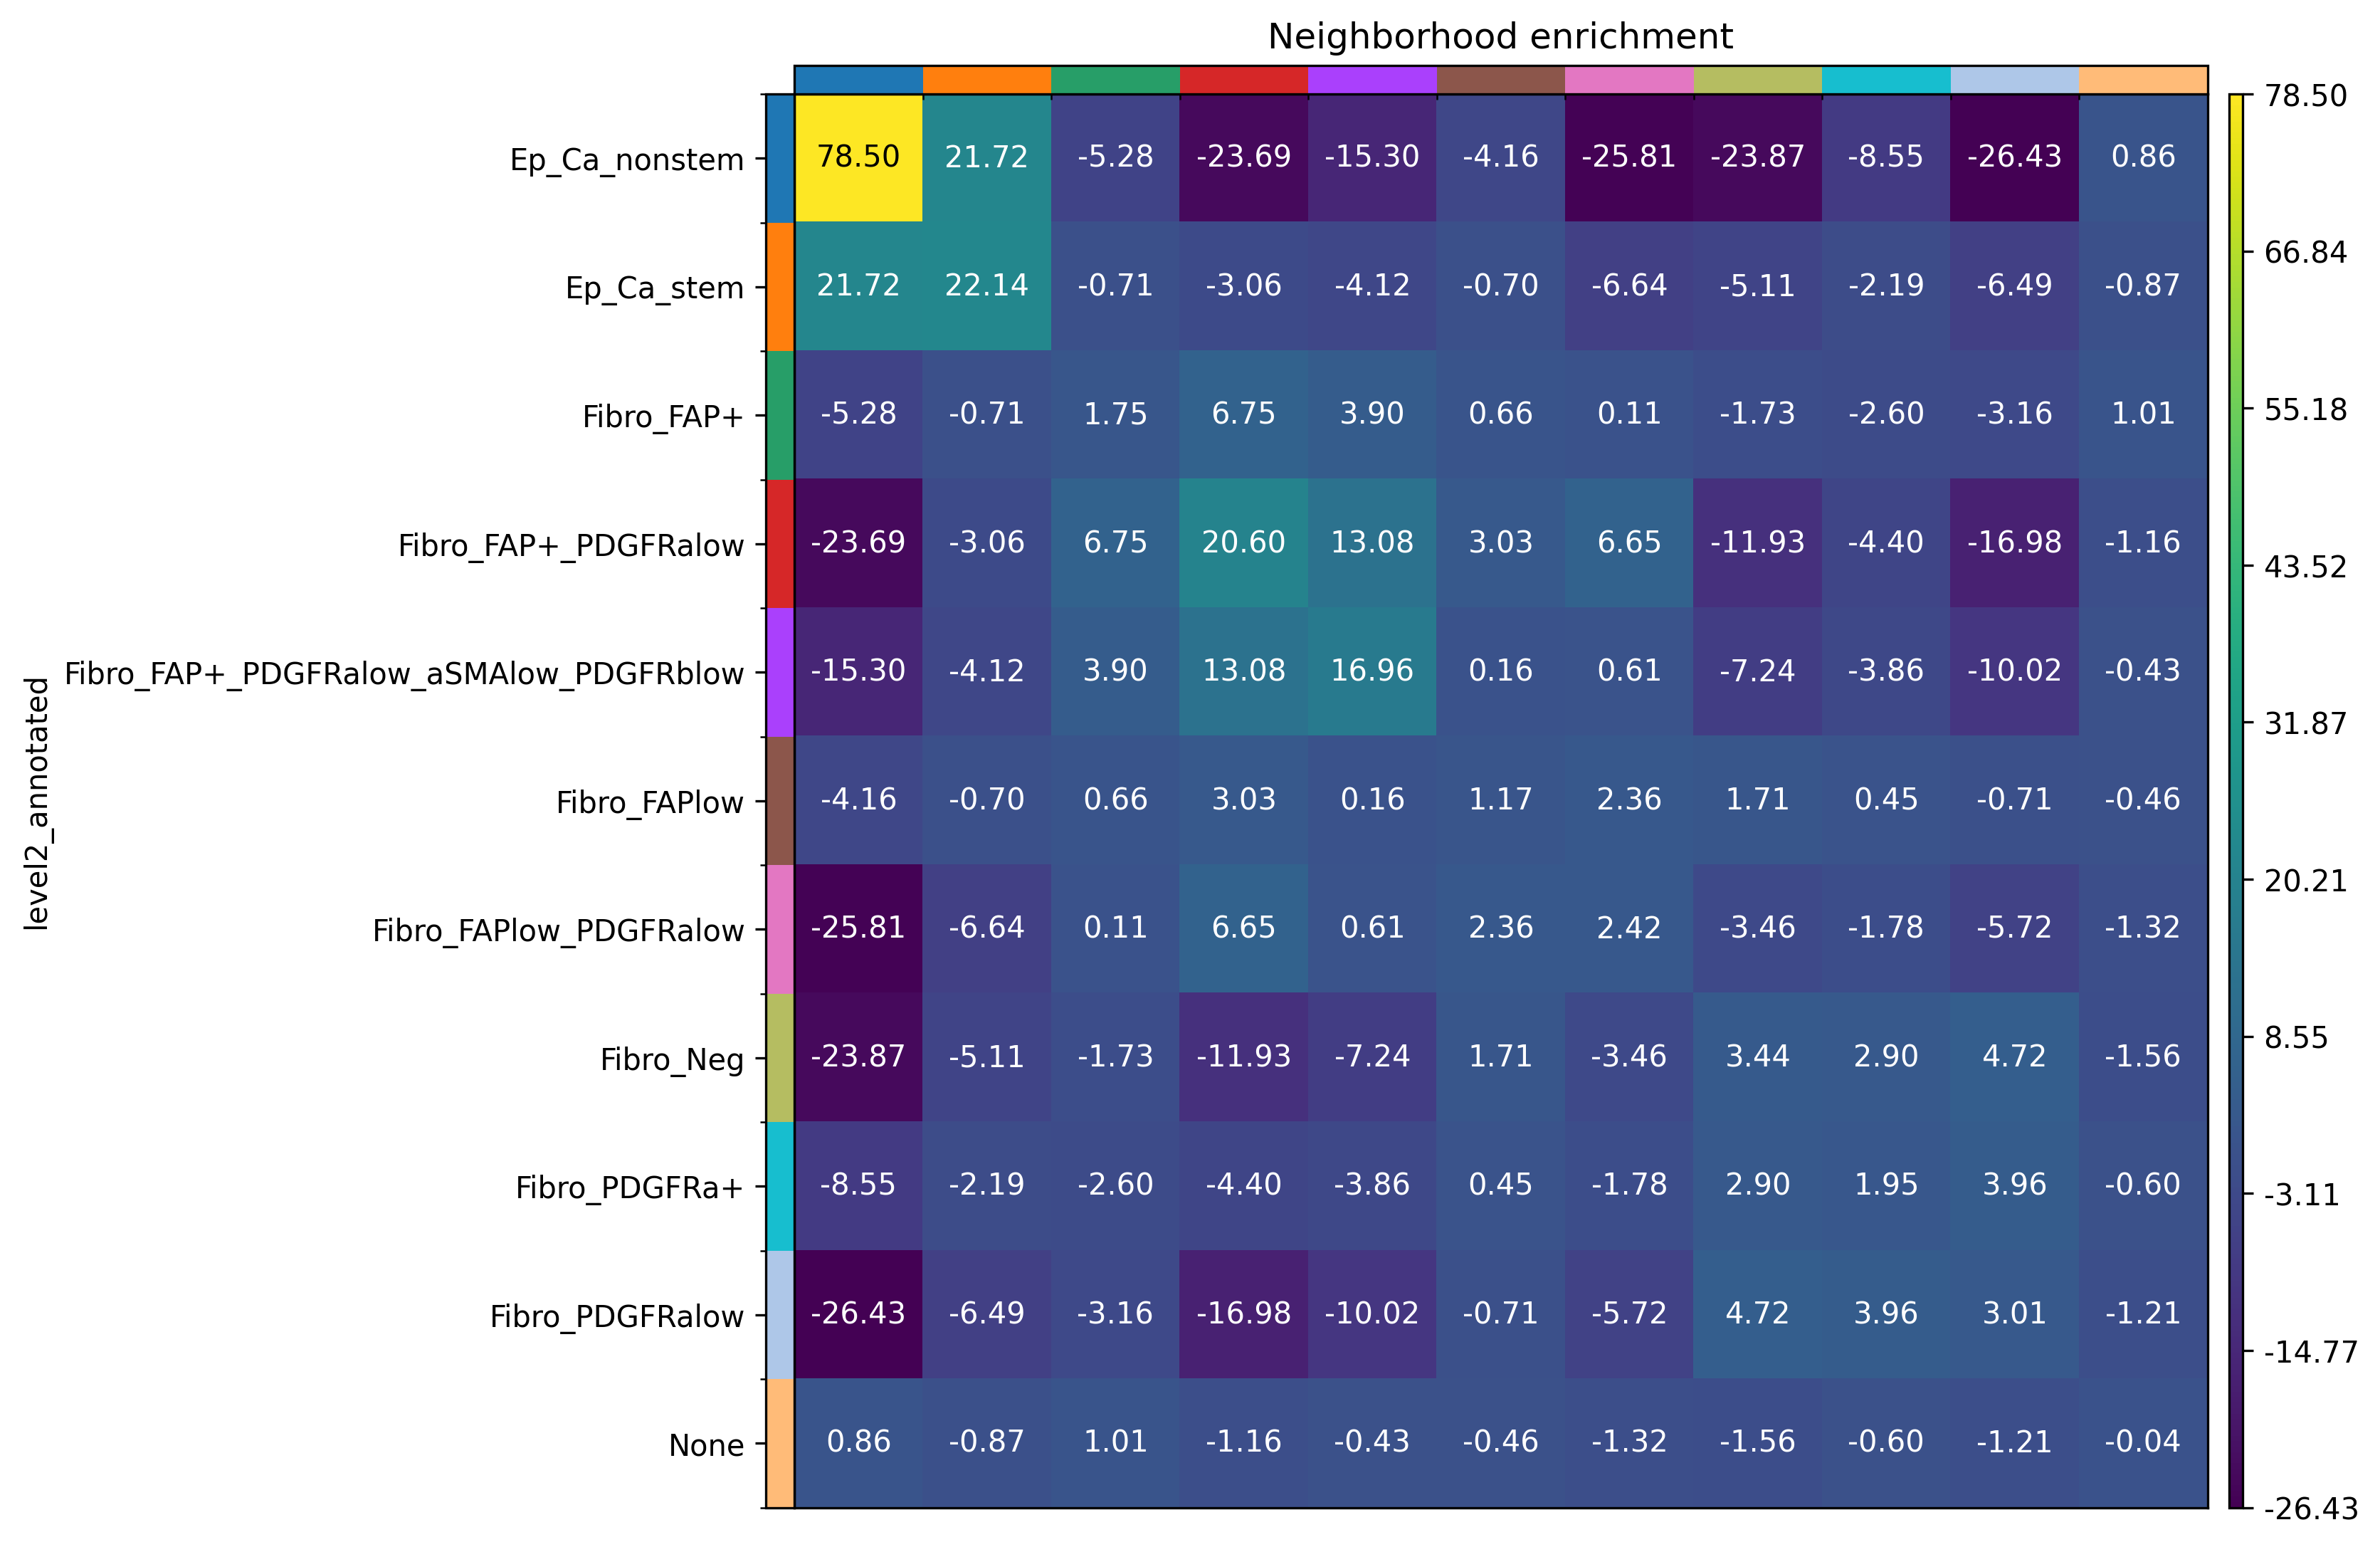 Neighborhood enrichment
level2_annotated
Ep_Ca_nonstem 78.50 21.72 -5.28 -23.69 -15.30 -4.16 -25.81 -23.87 -8.55 -26.43 0.86
Ep_Ca_stem 21.72 22.14 -0.71 -3.06 -4.12 -0.70 -6.64 -5.11 -2.19 -6.49 -0.87
Fibro_FAP+ -5.28 -0.71 1.75 6.75 3.90 0.66 0.11 -1.73 -2.60 -3.16 1.01
Fibro_FAP+_PDGFRalow -23.69 -3.06 6.75 20.60 13.08 3.03 6.65 -11.93 -4.40 -16.98 -1.16
Fibro_FAP+_PDGFRalow_aSMAlow_PDGFRblow -15.30 -4.12 3.90 13.08 16.96 0.16 0.61 -7.24 -3.86 -10.02 -0.43
Fibro_FAPlow -4.16 -0.70 0.66 3.03 0.16 1.17 2.36 1.71 0.45 -0.71 -0.46
Fibro_FAPlow_PDGFRalow -25.81 -6.64 0.11 6.65 0.61 2.36 2.42 -3.46 -1.78 -5.72 -1.32
Fibro_Neg -23.87 -5.11 -1.73 -11.93 -7.24 1.71 -3.46 3.44 2.90 4.72 -1.56
Fibro_PDGFRa+ -8.55 -2.19 -2.60 -4.40 -3.86 0.45 -1.78 2.90 1.95 3.96 -0.60
Fibro_PDGFRalow -26.43 -6.49 -3.16 -16.98 -10.02 -0.71 -5.72 4.72 3.96 3.01 -1.21
None 0.86 -0.87 1.01 -1.16 -0.43 -0.46 -1.32 -1.56 -0.60 -1.21 -0.04
78.50
66.84
55.18
43.52
31.87
20.21
8.55
-3.11
-14.77
-26.43